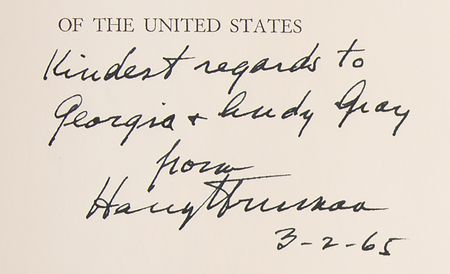 OF THE UNITED STATES
Kindest regards to
Georgia & Andy Gray
from
Harry Truman
3-2-65